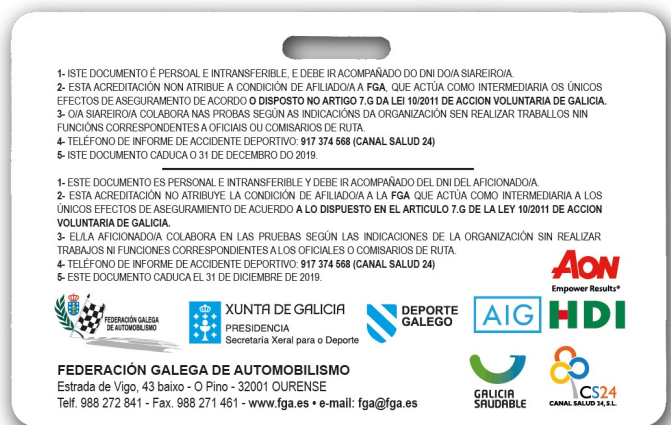 1- ISTE DOCUMENTO É PERSOAL E INTRANSFERIBLE, E DEBE IR ACOMPAÑADO DO DNI DO/A SIAREIRO/A.
2- ESTA ACREDITACIÓN NON ATRIBUE A CONDICIÓN DE AFILIADO/A A FGA, QUE ACTÚA COMO INTERMEDIARIA OS ÚNICOS
EFECTOS DE ASEGURAMENTO DE ACORDO O DISPOSTO NO ARTIGO 7.G DA LEI 10/2011 DE ACCION VOLUNTARIA DE GALICIA.
3- O/A SIAREIRO/A COLABORA NAS PROBAS SEGÚN AS INDICACIÓNS DA ORGANIZACIÓN SEN REALIZAR TRABALLOS NIN
FUNCIÓNS CORRESPONDENTES A OFICIAIS OU COMISARIOS DE RUTA.
4- TELÉFONO DE INFORME DE ACCIDENTE DEPORTIVO: 917 374 568 (CANAL SALUD 24)
5- ISTE DOCUMENTO CADUCA O 31 DE DECEMBRO DO 2019.
1- ESTE DOCUMENTO ES PERSONAL E INTRANSFERIBLE Y DEBE IR ACOMPAÑADO DEL DNI DEL AFICIONADO/A.
2- ESTA ACREDITACIÓN NO ATRIBUYE LA CONDICIÓN DE AFILIADO/A A LA FGA QUE ACTÚA COMO INTERMEDIARIA A LOS
ÚNICOS EFECTOS DE ASEGURAMIENTO DE ACUERDO A LO DISPUESTO EN EL ARTICULO 7.G DE LA LEY 10/2011 DE ACCION
VOLUNTARIA DE GALICIA.
3- EL/LA AFICIONADO/A COLABORA EN LAS PRUEBAS SEGÚN LAS INDICACIONES DE LA ORGANIZACIÓN SIN REALIZAR
TRABAJOS NI FUNCIONES CORRESPONDIENTES A LOS OFICIALES O COMISARIOS DE RUTA.
4- TELÉFONO DE INFORME DE ACCIDENTE DEPORTIVO: 917 374 568 (CANAL SALUD 24)
5- ESTE DOCUMENTO CADUCA EL 31 DE DICIEMBRE DE 2019.
AON
Empower Results®
FEDERACIÓN GALEGA
DE AUTOMOBILISMO
XUNTA DE GALICIA
PRESIDENCIA
Secretaría Xeral para o Deporte
DEPORTE
GALEGO
AIG
HDI
FEDERACIÓN GALEGA DE AUTOMOBILISMO
Estrada de Vigo, 43 baixo - O Pino - 32001 OURENSE
Telf. 988 272 841 - Fax. 988 271 461 - www.fga.es • e-mail: fga@fga.es
GALICIA
SAUDABLE
CS24
CANAL SALUD 24, S.L.